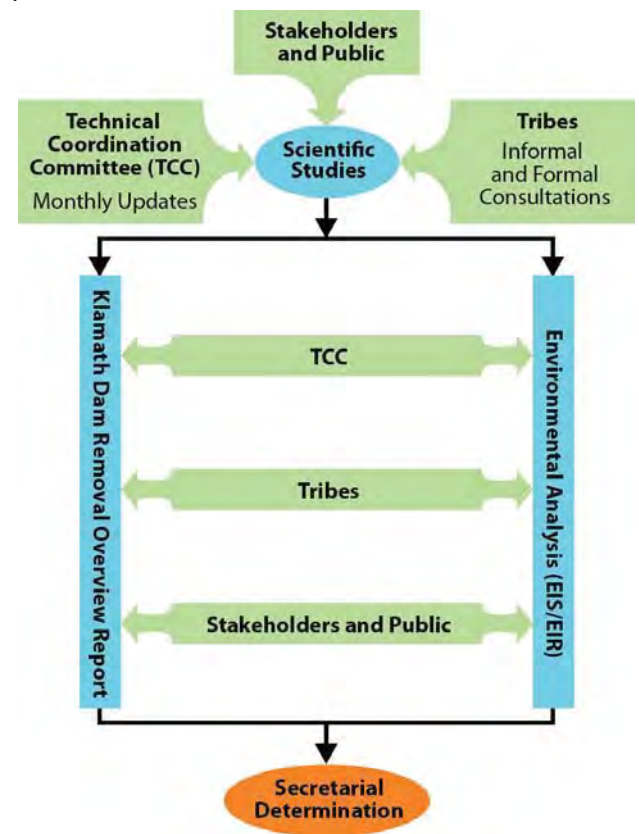 Stakeholders
and Public
Technical
Coordination
Committee (TCC)
Monthly Updates
Scientific
Studies
Tribes
Informal
and Formal
Consultations
Klamath Dam Removal Overview Report
TCC
Tribes
Stakeholders and Public
Environmental Analysis (EIS/EIR)
Secretarial
Determination